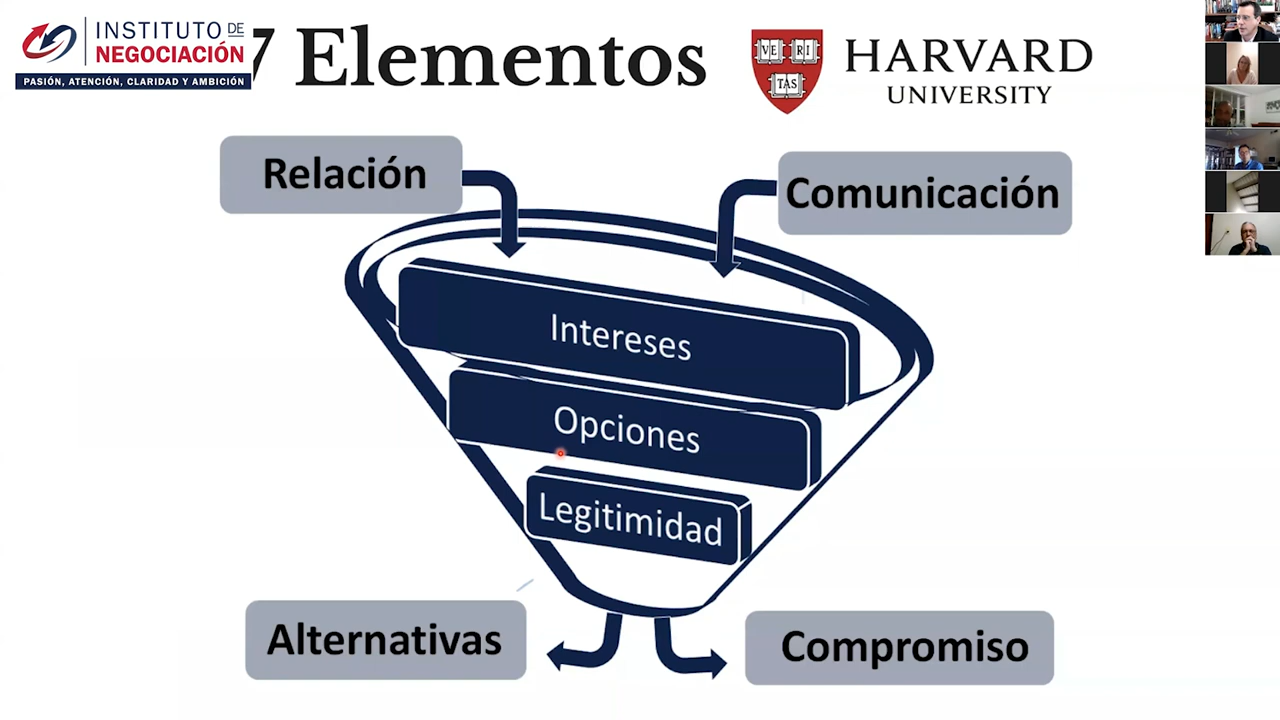 INSTITUTO DE
NEGOCIACIÓN
PASIÓN, ATENCIÓN, CLARIDAD Y AMBICIÓN
7 Elementos
VE RI
TAS
HARVARD
UNIVERSITY
Relación
Comunicación
Intereses
Opciones
Legitimidad
Alternativas
Compromiso